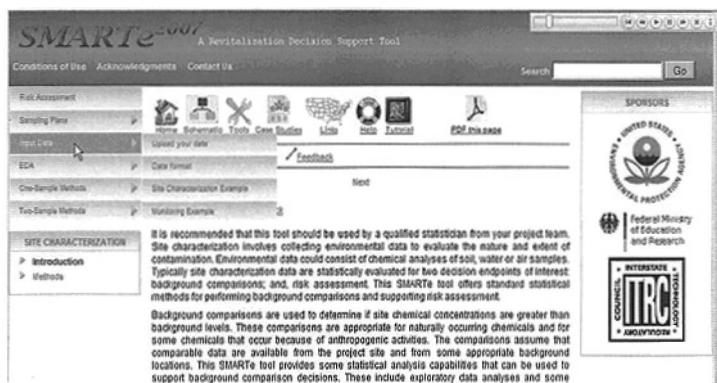 SMARTe2007
A Revitalization Decision Support Tool
Conditions of Use Acknowledgments Contact Us
Search Go
Risk Assessment
Sampling Plans
Input Data
EDA
One-Sample Methods
Two-Sample Methods
Upload your data
Data format
Site Characterization Example
Monitoring Example
Home Schematic Tools Case Studies Links Help Tutorial PDF this page
Feedback
Next
SITE CHARACTERIZATION
Introduction
Methods
It is recommended that this tool should be used by a qualified statistician from your project team.
Site characterization involves collecting environmental data to evaluate the nature and extent of
contamination. Environmental data could consist of chemical analyses of soil, water or air samples.
Typically site characterization data are statistically evaluated for two decision endpoints of interest:
background comparisons; and, risk assessment. This SMARTe tool offers standard statistical
methods for performing background comparisons and supporting risk assessment.
Background comparisons are used to determine if site chemical concentrations are greater than
background levels. These comparisons are appropriate for naturally occurring chemicals and for
some chemicals that occur because of anthropogenic activities. The comparisons assume that
comparable data are available from the project site and from some appropriate background
locations. This SMARTe tool provides some statistical analysis capabilities that can be used to
support background comparison decisions. These include exploratory data analyses and some
SPONSORS
UNITED STATES
ENVIRONMENTAL PROTECTION AGENCY
Federal Ministry
of Education
and Research
INTERSTATE
COUNCIL
ITRC
TECHNOLOGY
REGULATORY